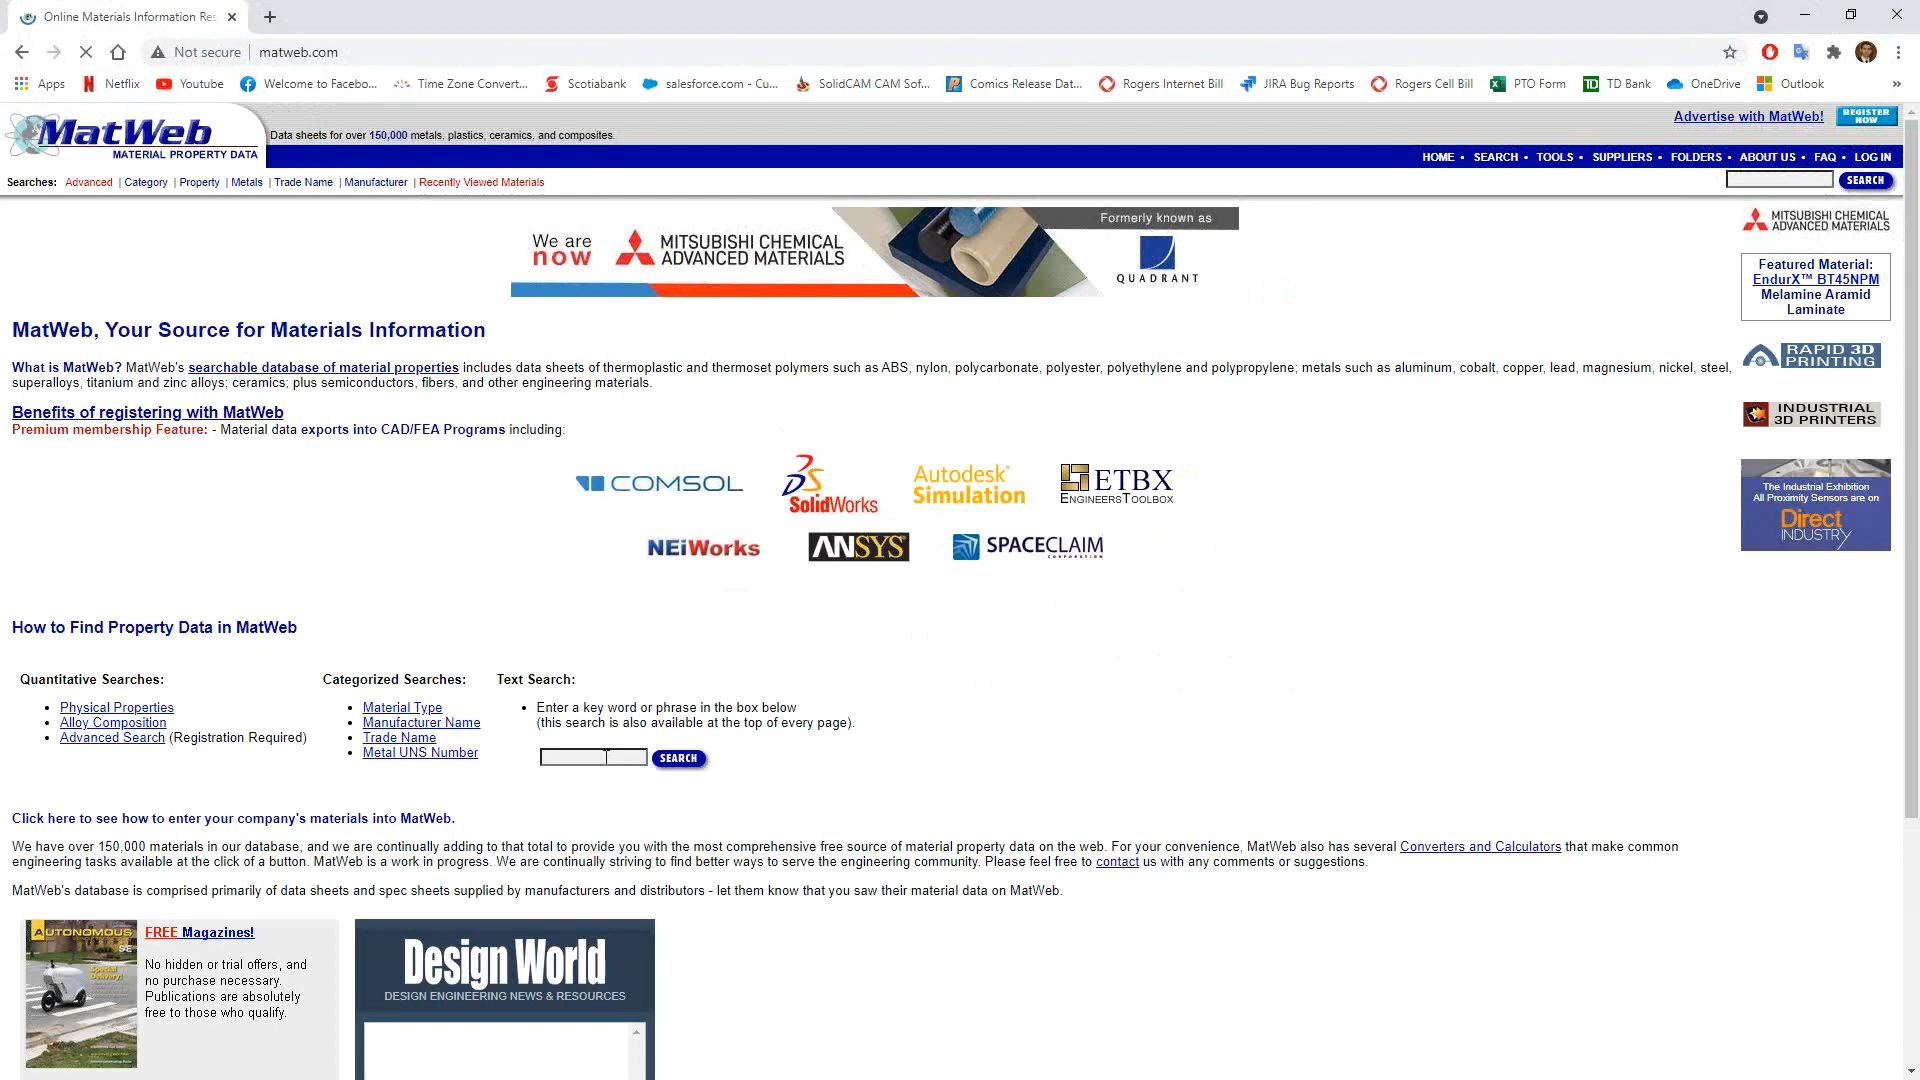 Online Materials Information Res
Not secure
matweb.com
Apps
Netflix
Youtube
Welcome to Facebo...
Time Zone Convert...
Scotiabank
salesforce.com - Cu...
SolidCAM CAM Sof...
Comics Release Dat...
Rogers Internet Bill
JIRA Bug Reports
Rogers Cell Bill
PTO Form
TD Bank
OneDrive
Outlook
»
MatWeb
MATERIAL PROPERTY DATA
Data sheets for over 150,000 metals, plastics, ceramics, and composites.
Advertise with MatWeb!
REGISTER NOW
HOME • SEARCH • TOOLS • SUPPLIERS • FOLDERS • ABOUT US • FAQ • LOG IN
Searches: Advanced | Category | Property | Metals | Trade Name | Manufacturer | Recently Viewed Materials
SEARCH
We are now
MITSUBISHI CHEMICAL
ADVANCED MATERIALS
Formerly known as
QUADRANT
MITSUBISHI CHEMICAL
ADVANCED MATERIALS
Featured Material:
EndurX™ BT45NPM
Melamine Aramid
Laminate
RAPID 3D
PRINTING
INDUSTRIAL
3D PRINTERS
The Industrial Exhibition
All Proximity Sensors are on
Direct
INDUSTRY
MatWeb, Your Source for Materials Information
What is MatWeb? MatWeb's searchable database of material properties includes data sheets of thermoplastic and thermoset polymers such as ABS, nylon, polycarbonate, polyester, polyethylene and polypropylene; metals such as aluminum, cobalt, copper, lead, magnesium, nickel, steel,
superalloys, titanium and zinc alloys; ceramics; plus semiconductors, fibers, and other engineering materials.
Benefits of registering with MatWeb
Premium membership Feature: - Material data exports into CAD/FEA Programs including:
COMSOL
SolidWorks
Autodesk®
Simulation
ETBX
ENGINEERSTOOLBOX
NEiWORKS
ANSYS
SPACECLAIM
CORPORATION
How to Find Property Data in MatWeb
Quantitative Searches:
• Physical Properties
• Alloy Composition
• Advanced Search (Registration Required)
Categorized Searches:
• Material Type
• Manufacturer Name
• Trade Name
• Metal UNS Number
Text Search:
• Enter a key word or phrase in the box below
(this search is also available at the top of every page).
SEARCH
Click here to see how to enter your company's materials into MatWeb.
We have over 150,000 materials in our database, and we are continually adding to that total to provide you with the most comprehensive free source of material property data on the web. For your convenience, MatWeb also has several Converters and Calculators that make common
engineering tasks available at the click of a button. MatWeb is a work in progress. We are continually striving to find better ways to serve the engineering community. Please feel free to contact us with any comments or suggestions.
MatWeb's database is comprised primarily of data sheets and spec sheets supplied by manufacturers and distributors - let them know that you saw their material data on MatWeb.
AUTONOMOUS
Special
Delivery!
FREE Magazines!
No hidden or trial offers, and
no purchase necessary.
Publications are absolutely
free to those who qualify.
Design World
DESIGN ENGINEERING NEWS & RESOURCES